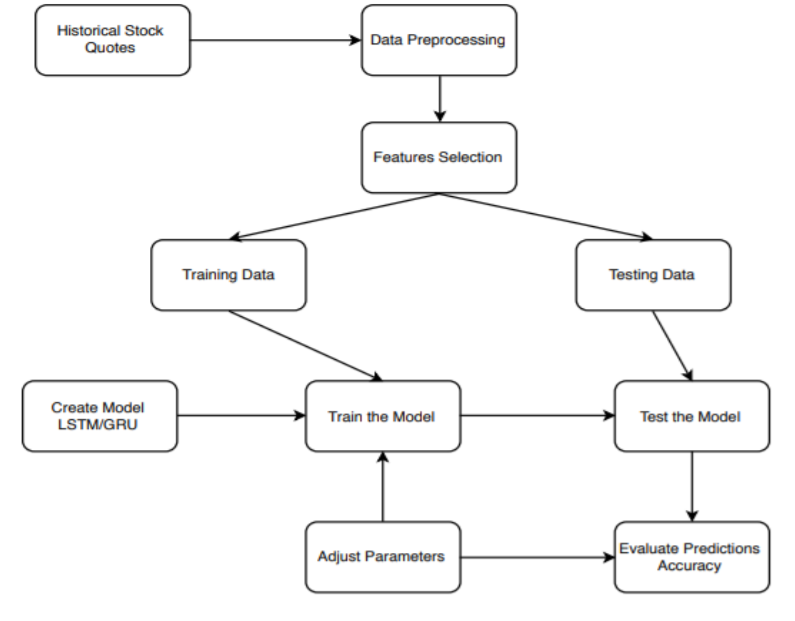 Historical Stock
Quotes
Data Preprocessing
Features Selection
Training Data
Testing Data
Create Model
LSTM/GRU
Train the Model
Test the Model
Adjust Parameters
Evaluate Predictions
Accuracy